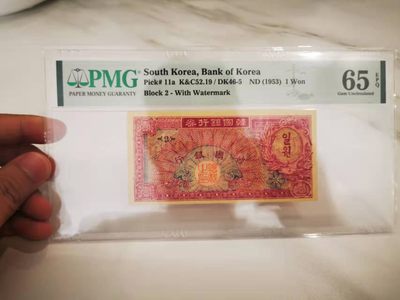 PMG
PAPER MONEY GUARANTY
South Korea, Bank of Korea
Pick# 11a K&C52.19 / DK46-5 ND (1953) 1 Won
Block 2 - With Watermark
65 EPQ
Gem Uncirculated
韓國銀行券
일원